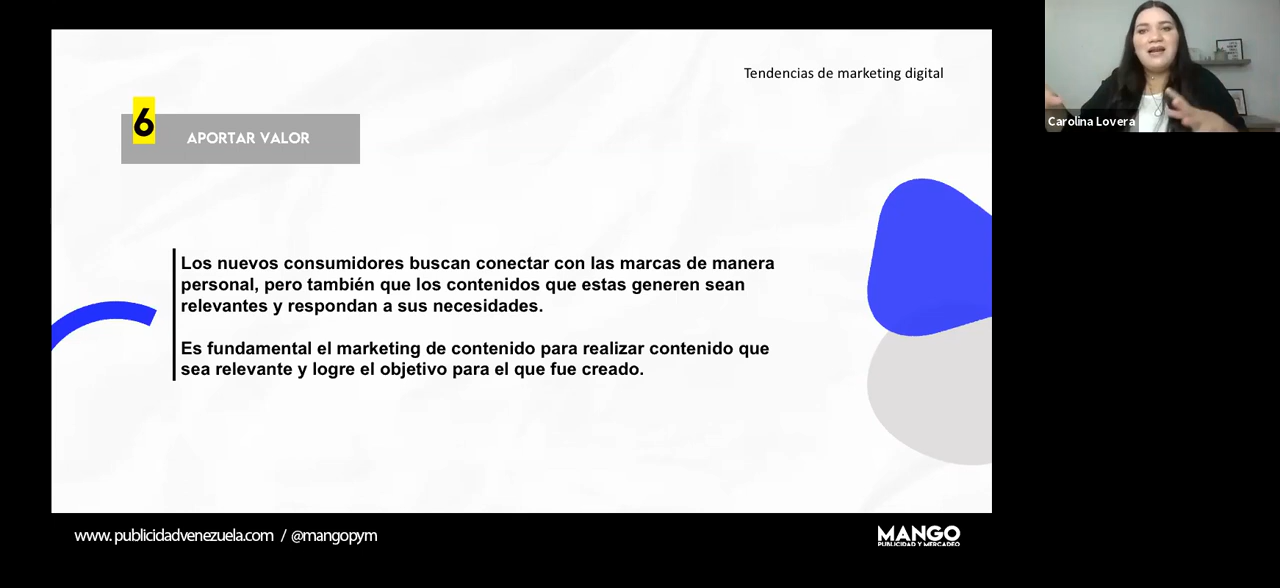 Tendencias de marketing digital
6
APORTAR VALOR
Los nuevos consumidores buscan conectar con las marcas de manera
personal, pero también que los contenidos que estas generen sean
relevantes y respondan a sus necesidades.
Es fundamental el marketing de contenido para realizar contenido que
sea relevante y logre el objetivo para el que fue creado.
www.publicidadvenezuela.com / @mangopym
MANGO
PUBLICIDAD Y MERCADEO
Carolina Lovera